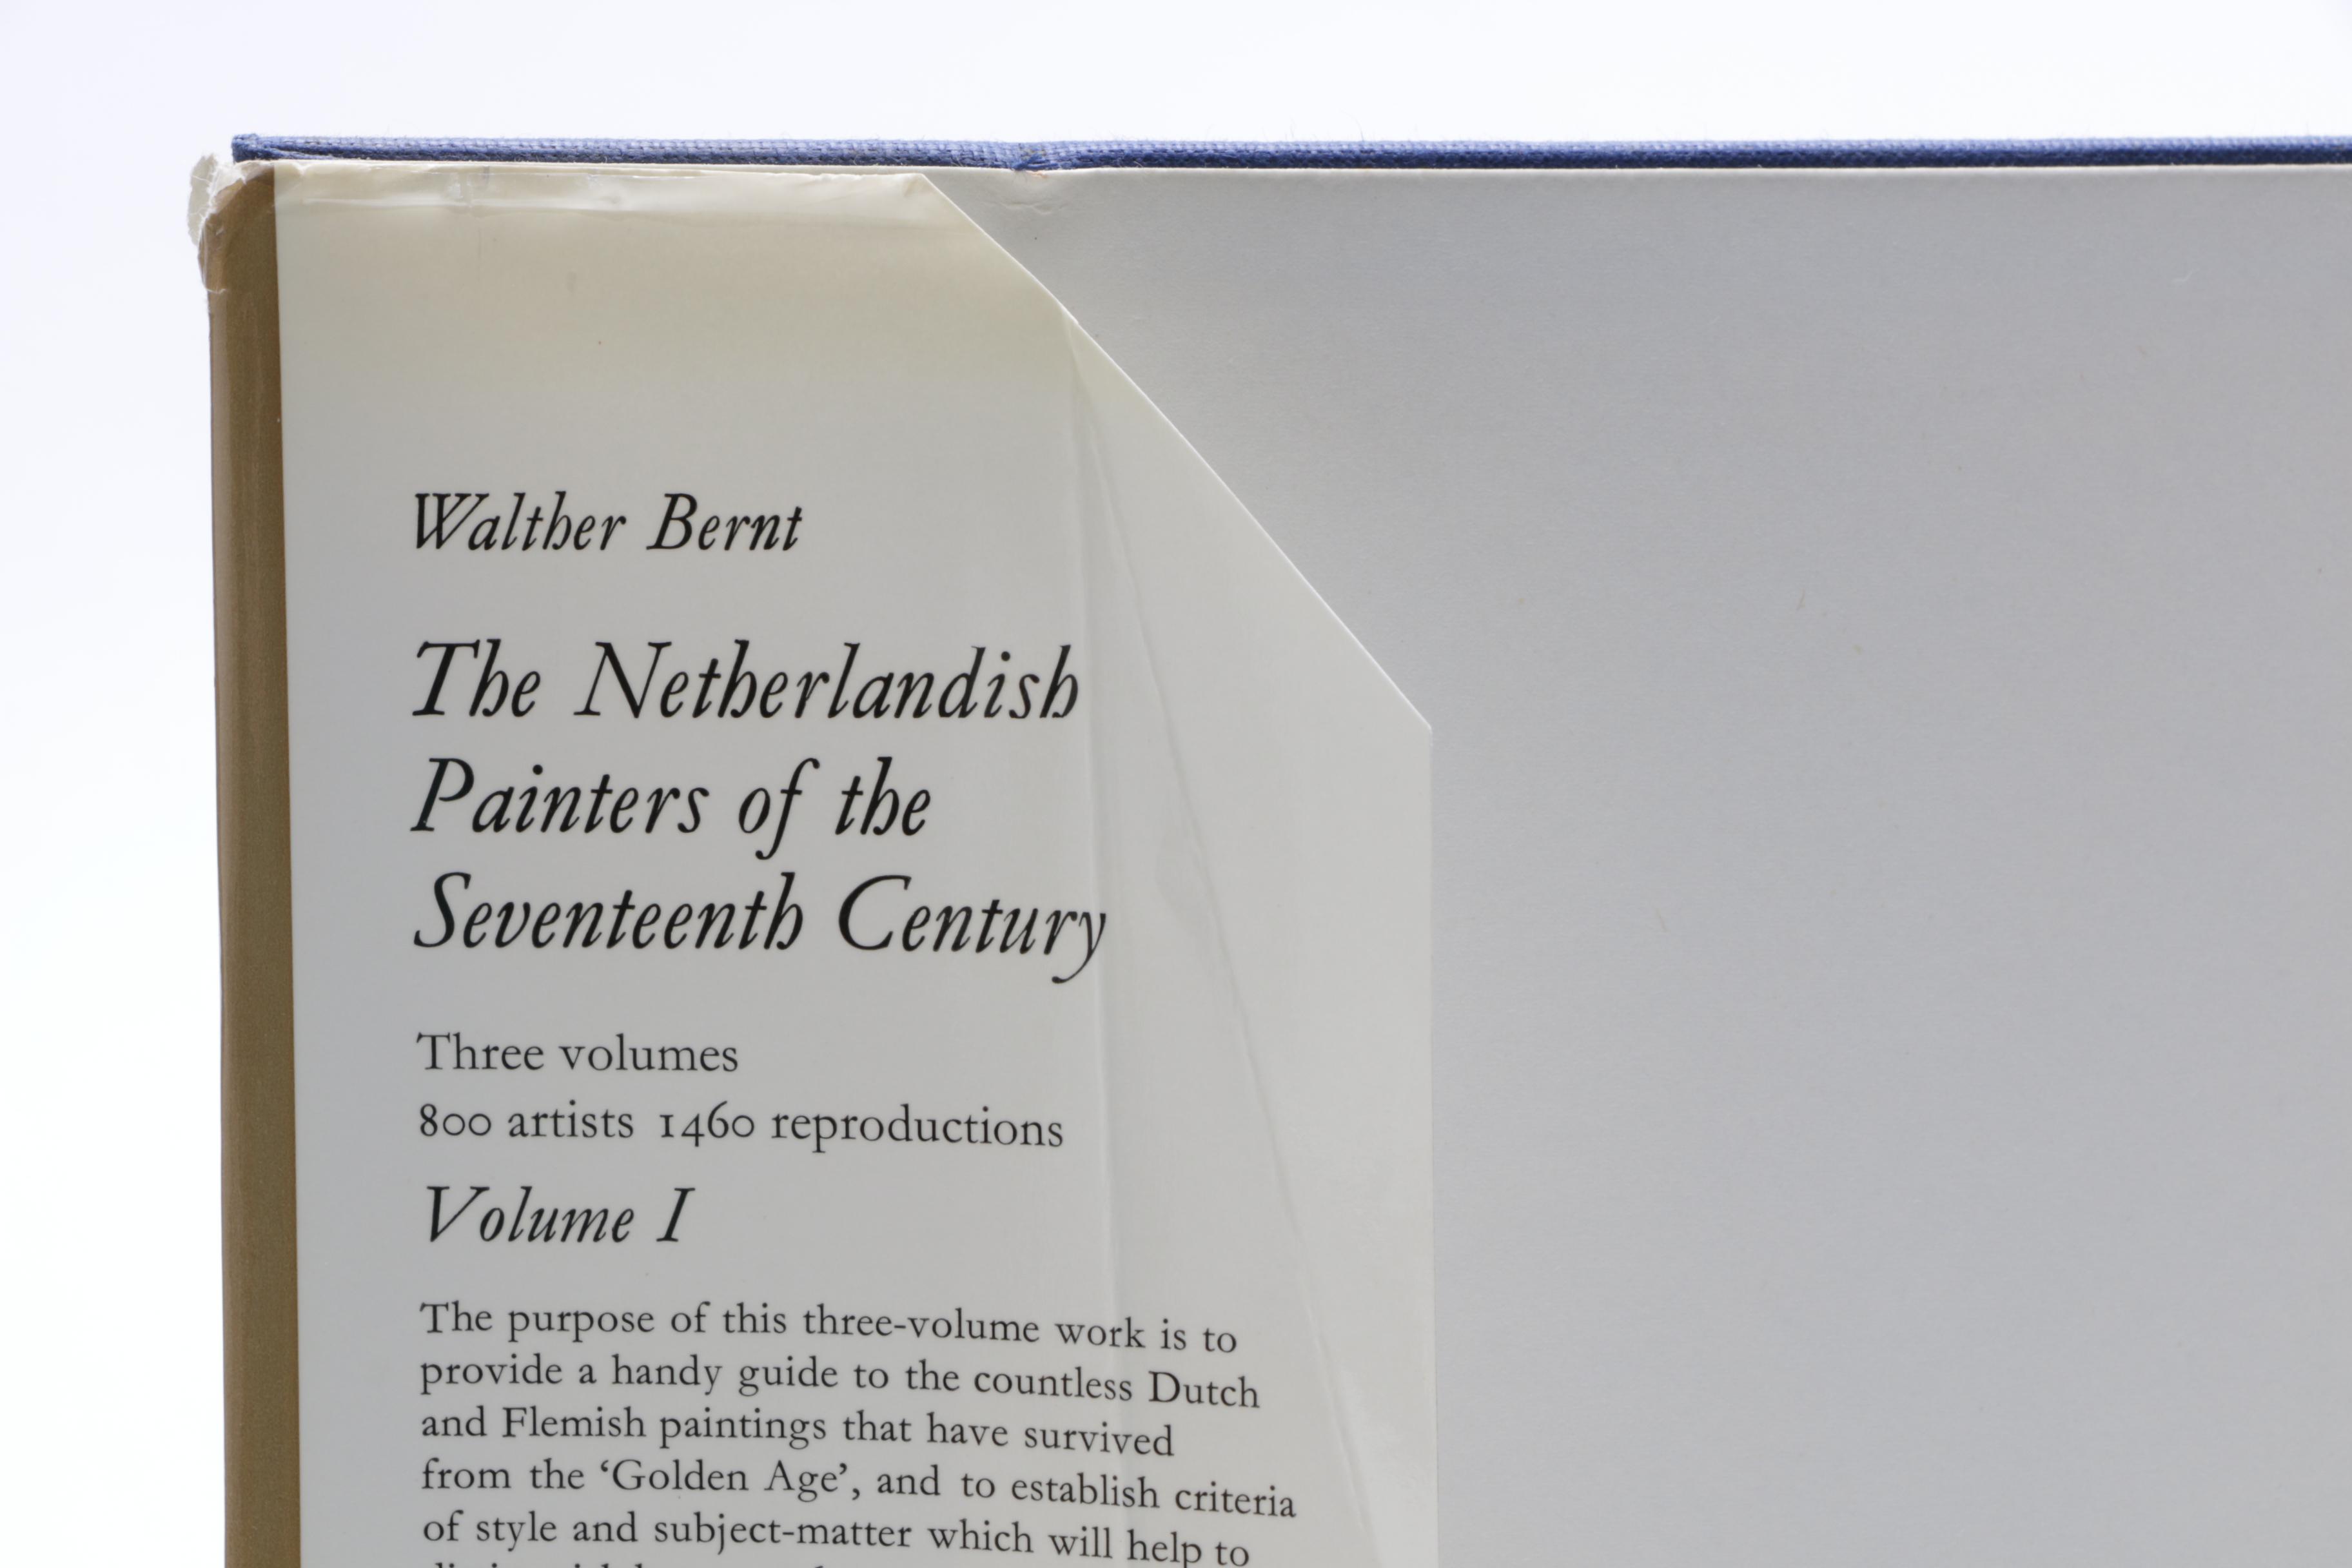 Walther Bernt
The Netherlandish
Painters of the
Seventeenth Century
Three volumes
800 artists 1460 reproductions
Volume I
The purpose of this three-volume work is to
provide a handy guide to the countless Dutch
and Flemish paintings that have survived
from the ‘Golden Age’, and to establish criteria
of style and subject-matter which will help to